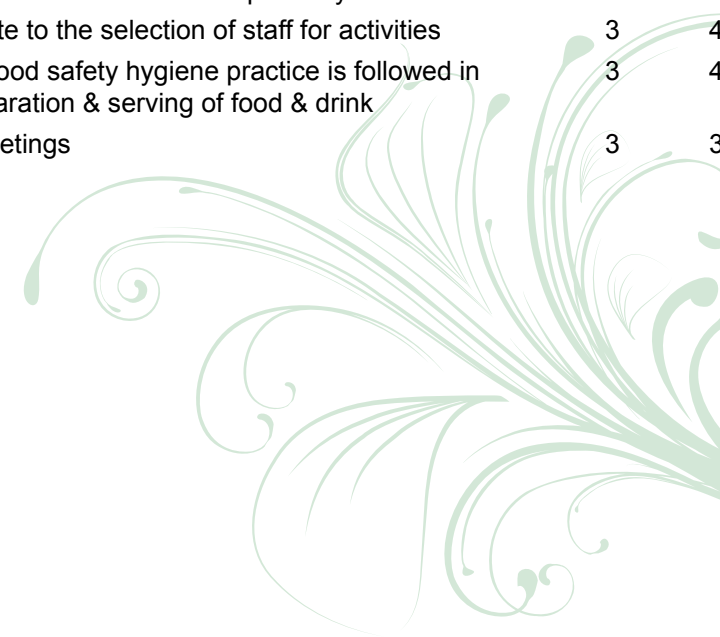 te to the selection of staff for activities 3 4
ood safety hygiene practice is followed in 3 4
aration & serving of food & drink
etings 3 3